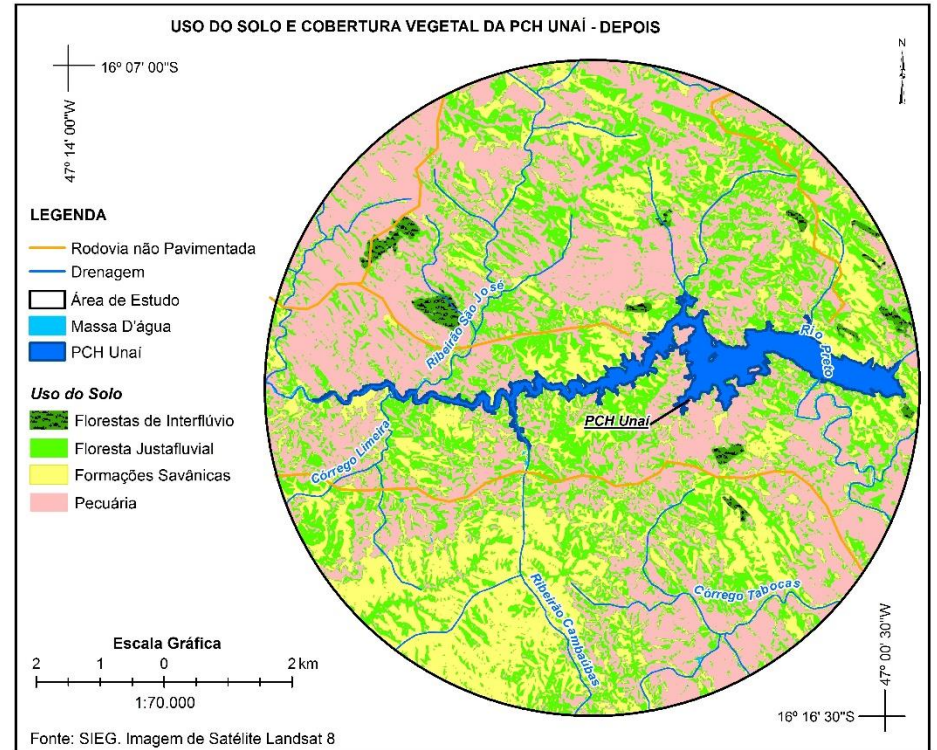 USO DO SOLO E COBERTURA VEGETAL DA PCH UNAÍ - DEPOIS
16º 07' 00"S
47º 14' 00"W
N
LEGENDA
Rodovia não Pavimentada
Drenagem
Área de Estudo
Massa D'água
PCH Unaí
Uso do Solo
Florestas de Interflúvio
Floresta Justafluvial
Formações Savânicas
Pecuária
Ribeirão São José
Rio Preto
PCH Unaí
Córrego Limeira
Ribeirão Cambaúbas
Córrego Tabocas
Escala Gráfica
2 1 0 2 km
1:70.000
47º 00' 30"W
16º 16' 30"S
Fonte: SIEG. Imagem de Satélite Landsat 8